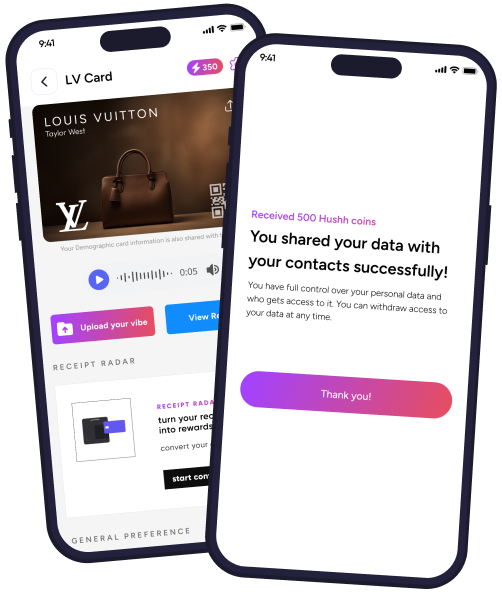 9:41
LV Card
350
LOUIS VUITTON
Taylor West
LV
Your Demographic card information is also shared with
0:05
Upload your vibe
View Re
RECEIPT RADAR
RECEIPT RADA
turn your rec
into rewards
convert your
start con
GENERAL PREFERENCE
9:41
Received 500 Hushh coins
You shared your data with
your contacts successfully!
You have full control over your personal data and
who gets access to it. You can withdraw access to
your data at any time.
Thank you!